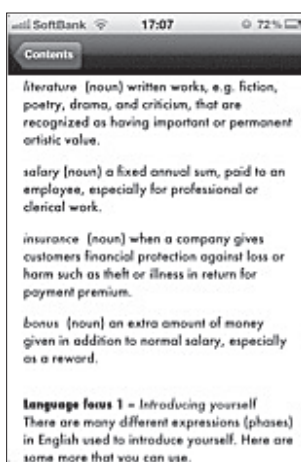 SoftBank 17:07 72%
Contents
literature (noun) written works, e.g. fiction,
poetry, drama, and criticism, that are
recognized as having important or permanent
artistic value.
salary (noun) a fixed annual sum, paid to an
employee, especially for professional or
clerical work.
insurance (noun) when a company gives
customers financial protection against loss or
harm such as theft or illness in return for
payment premium.
bonus (noun) an extra amount of money
given in addition to normal salary, especially
as a reward.
Language focus 1 – Introducing yourself
There are many different expressions (phases)
in English used to introduce yourself. Here are
some more that you can use.